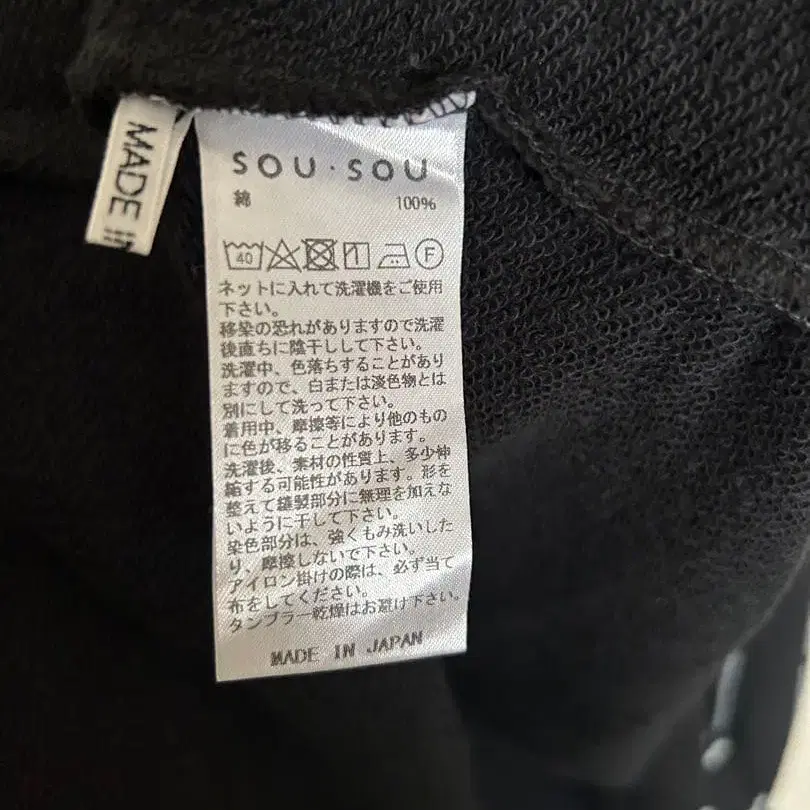 MADE IN
SOU・SOU
綿 100%
40 F
ネットに入れて洗濯機をご使用
下さい。
移染の恐れがありますので洗濯
後直ちに陰干しして下さい。
洗濯中、色落ちすることがあり
ますので、白または淡色物とは
別にして洗って下さい。
着用中、摩擦等により他のもの
に色が移ることがあります。
洗濯後、素材の性質上、多少伸
縮する可能性があります。形を
整えて縫製部分に無理を加えな
いように干して下さい。
染色部分は、強くもみ洗いした
り、摩擦しないで下さい。
アイロン掛けの際は、必ず当て
布をしてください。
タンブラー乾燥はお避け下さい。
MADE IN JAPAN